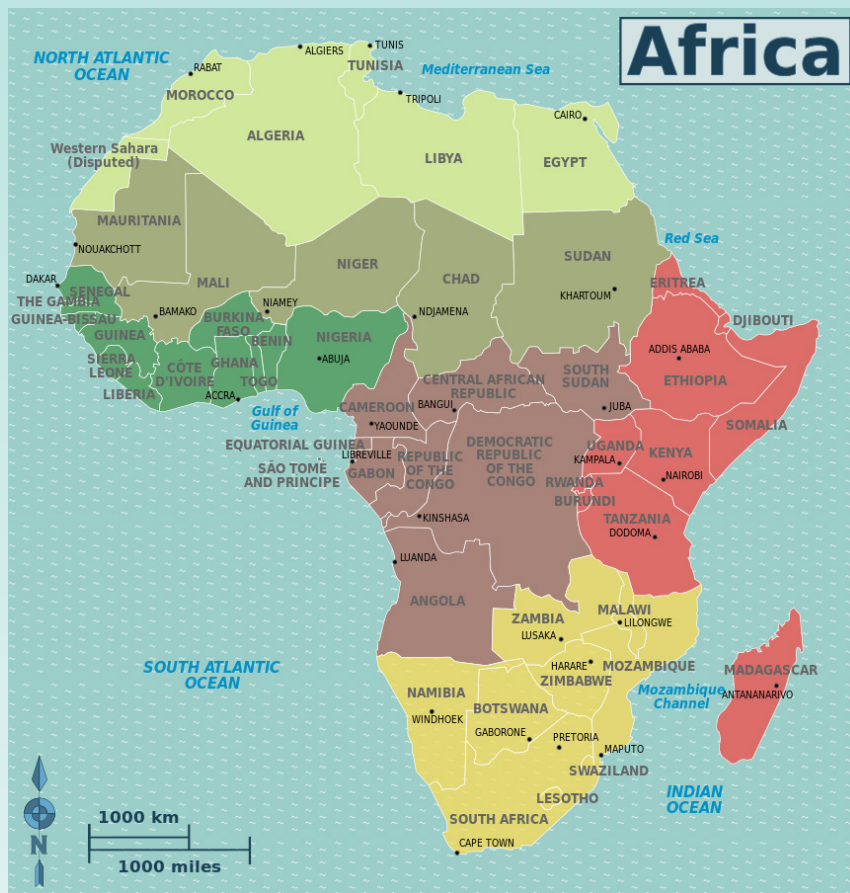 Africa
NORTH ATLANTIC
OCEAN
ALGIERS
TUNIS
RABAT
TUNISIA
Mediterranean Sea
MOROCCO
TRIPOLI
CAIRO
ALGERIA
Western Sahara
(Disputed)
LIBYA
EGYPT
MAURITANIA
NOUAKCHOTT
Red Sea
SUDAN
NIGER
CHAD
MALI
DAKAR
SENEGAL
KHARTOUM
ERITREA
THE GAMBIA
NIAMEY
BAMAKO
NDJAMENA
GUINEA-BISSAU
BURKINA
FASO
DJIBOUTI
GUINEA
NIGERIA
BENIN
ADDIS ABABA
SIERRA
LEONE
ABUJA
CÔTE
D'IVOIRE
GHANA
TOGO
SOUTH
SUDAN
ETHIOPIA
CENTRAL AFRICAN
REPUBLIC
LIBERIA
ACCRA
BANGUI
JUBA
CAMEROON
Gulf of
Guinea
YAOUNDE
SOMALIA
EQUATORIAL GUINEA
DEMOCRATIC
REPUBLIC
OF THE
CONGO
UGANDA
KENYA
LIBREVILLE
REPUBLIC
OF THE
CONGO
KAMPALA
SÃO TOMÉ
AND PRINCIPE
GABON
NAIROBI
RWANDA
BURUNDI
KINSHASA
TANZANIA
DODOMA
LUANDA
ANGOLA
MALAWI
ZAMBIA
LILONGWE
LUSAKA
SOUTH ATLANTIC
OCEAN
HARARE
MOZAMBIQUE
MADAGASCAR
ZIMBABWE
NAMIBIA
Mozambique
Channel
ANTANANARIVO
BOTSWANA
WINDHOEK
GABORONE
PRETORIA
MAPUTO
SWAZILAND
INDIAN
OCEAN
LESOTHO
SOUTH AFRICA
CAPE TOWN
N
1000 km
1000 miles